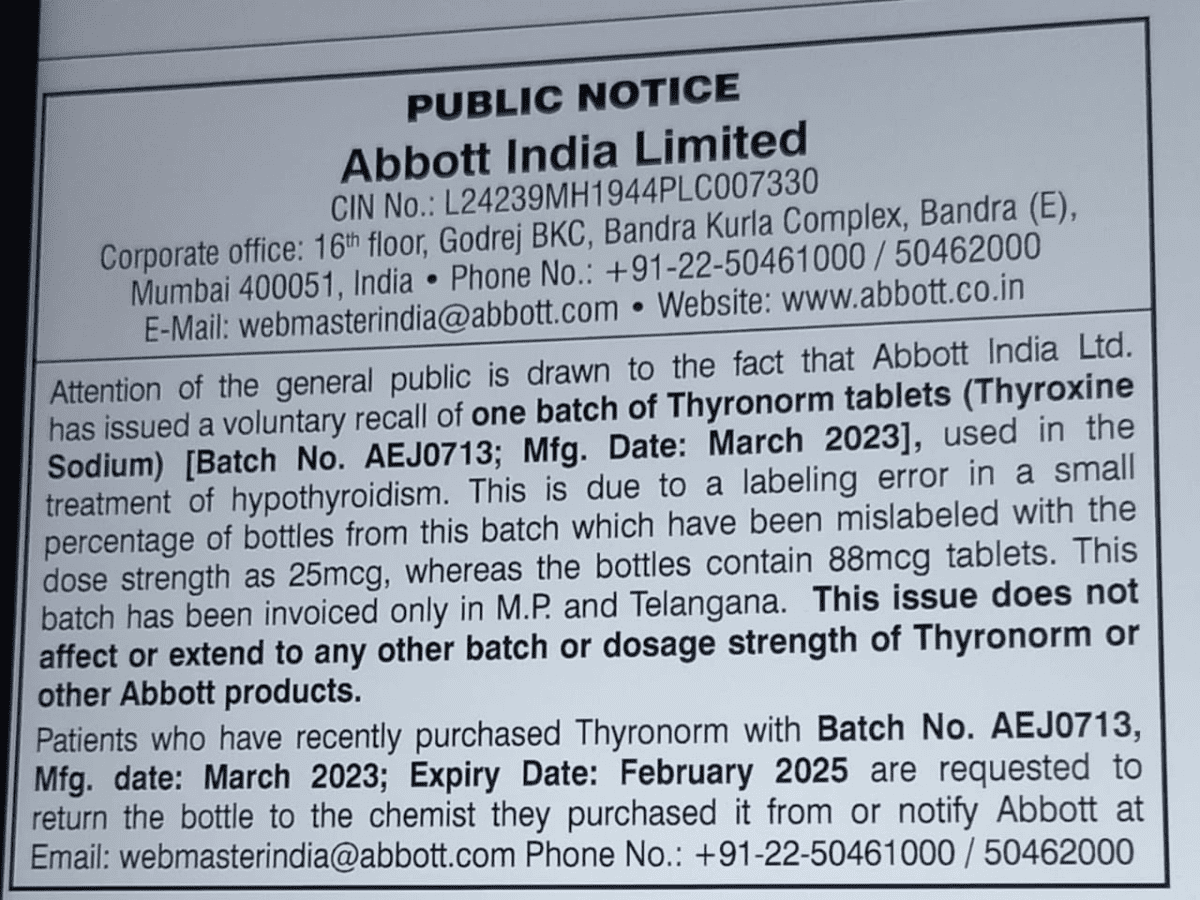 PUBLIC NOTICE
Abbott India Limited
CIN No.: L24239MH1944PLC007330
Corporate office: 16th floor, Godrej BKC, Bandra Kurla Complex, Bandra (E),
Mumbai 400051, India • Phone No.: +91-22-50461000 / 50462000
E-Mail: webmasterindia@abbott.com • Website: www.abbott.co.in
Attention of the general public is drawn to the fact that Abbott India Ltd.
has issued a voluntary recall of one batch of Thyronorm tablets (Thyroxine
Sodium) [Batch No. AEJ0713; Mfg. Date: March 2023], used in the
treatment of hypothyroidism. This is due to a labeling error in a small
percentage of bottles from this batch which have been mislabeled with the
dose strength as 25mcg, whereas the bottles contain 88mcg tablets. This
batch has been invoiced only in M.P. and Telangana. This issue does not
affect or extend to any other batch or dosage strength of Thyronorm or
other Abbott products.
Patients who have recently purchased Thyronorm with Batch No. AEJ0713,
Mfg. date: March 2023; Expiry Date: February 2025 are requested to
return the bottle to the chemist they purchased it from or notify Abbott at
Email: webmasterindia@abbott.com Phone No.: +91-22-50461000 / 50462000